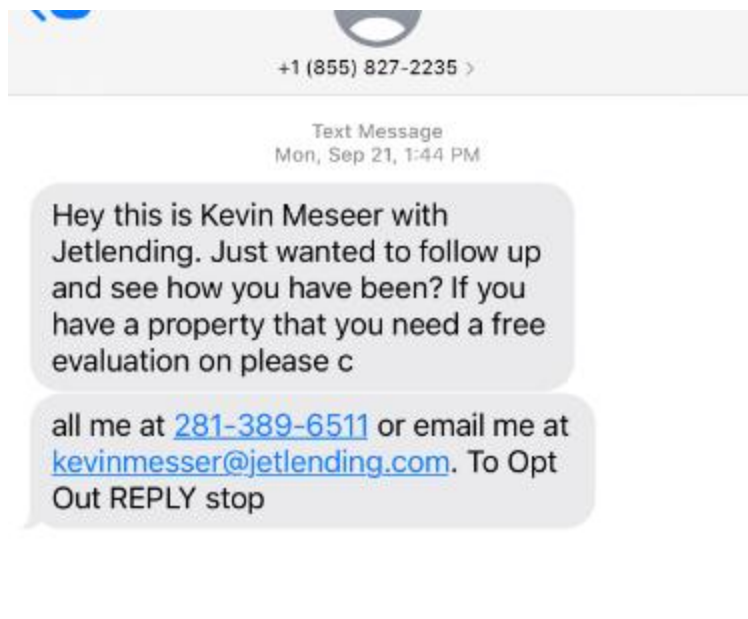 +1 (855) 827-2235 >
Text Message
Mon, Sep 21, 1:44 PM
Hey this is Kevin Meseer with
Jetlending. Just wanted to follow up
and see how you have been? If you
have a property that you need a free
evaluation on please c
all me at 281-389-6511 or email me at
kevinmesser@jetlending.com. To Opt
Out REPLY stop